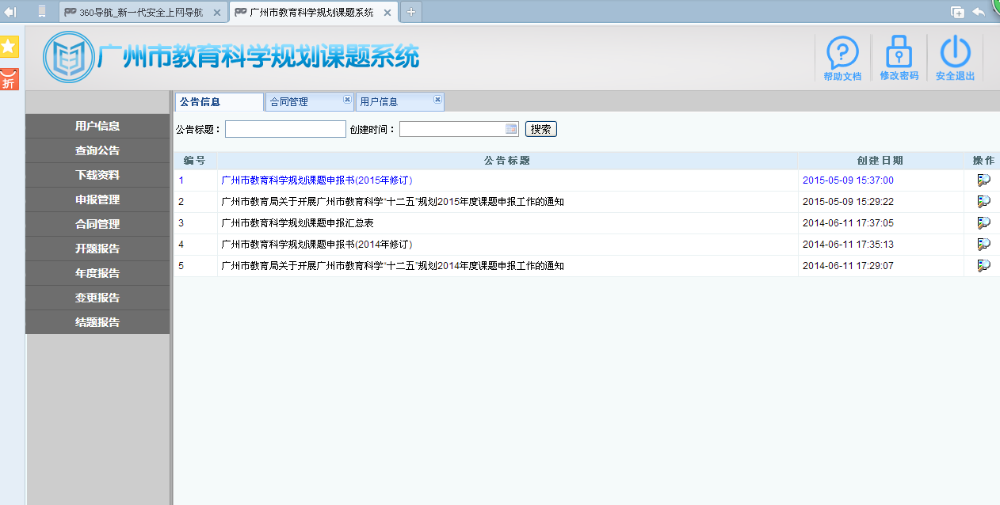 360导航_新一代安全上网导航
广州市教育科学规划课题系统
折
广州市教育科学规划课题系统
帮助文档
修改密码
安全退出
用户信息
查询公告
下载资料
申报管理
合同管理
开题报告
年度报告
变更报告
结题报告
公告信息 合同管理 用户信息
公告标题： 创建时间： 搜索
编号 公告标题 创建日期 操作
1 广州市教育科学规划课题申报书(2015年修订) 2015-05-09 15:37:00
2 广州市教育局关于开展广州市教育科学“十二五”规划2015年度课题申报工作的通知 2015-05-09 15:29:22
3 广州市教育科学规划课题申报汇总表 2014-06-11 17:37:05
4 广州市教育科学规划课题申报书(2014年修订) 2014-06-11 17:35:13
5 广州市教育局关于开展广州市教育科学“十二五”规划2014年度课题申报工作的通知 2014-06-11 17:29:07